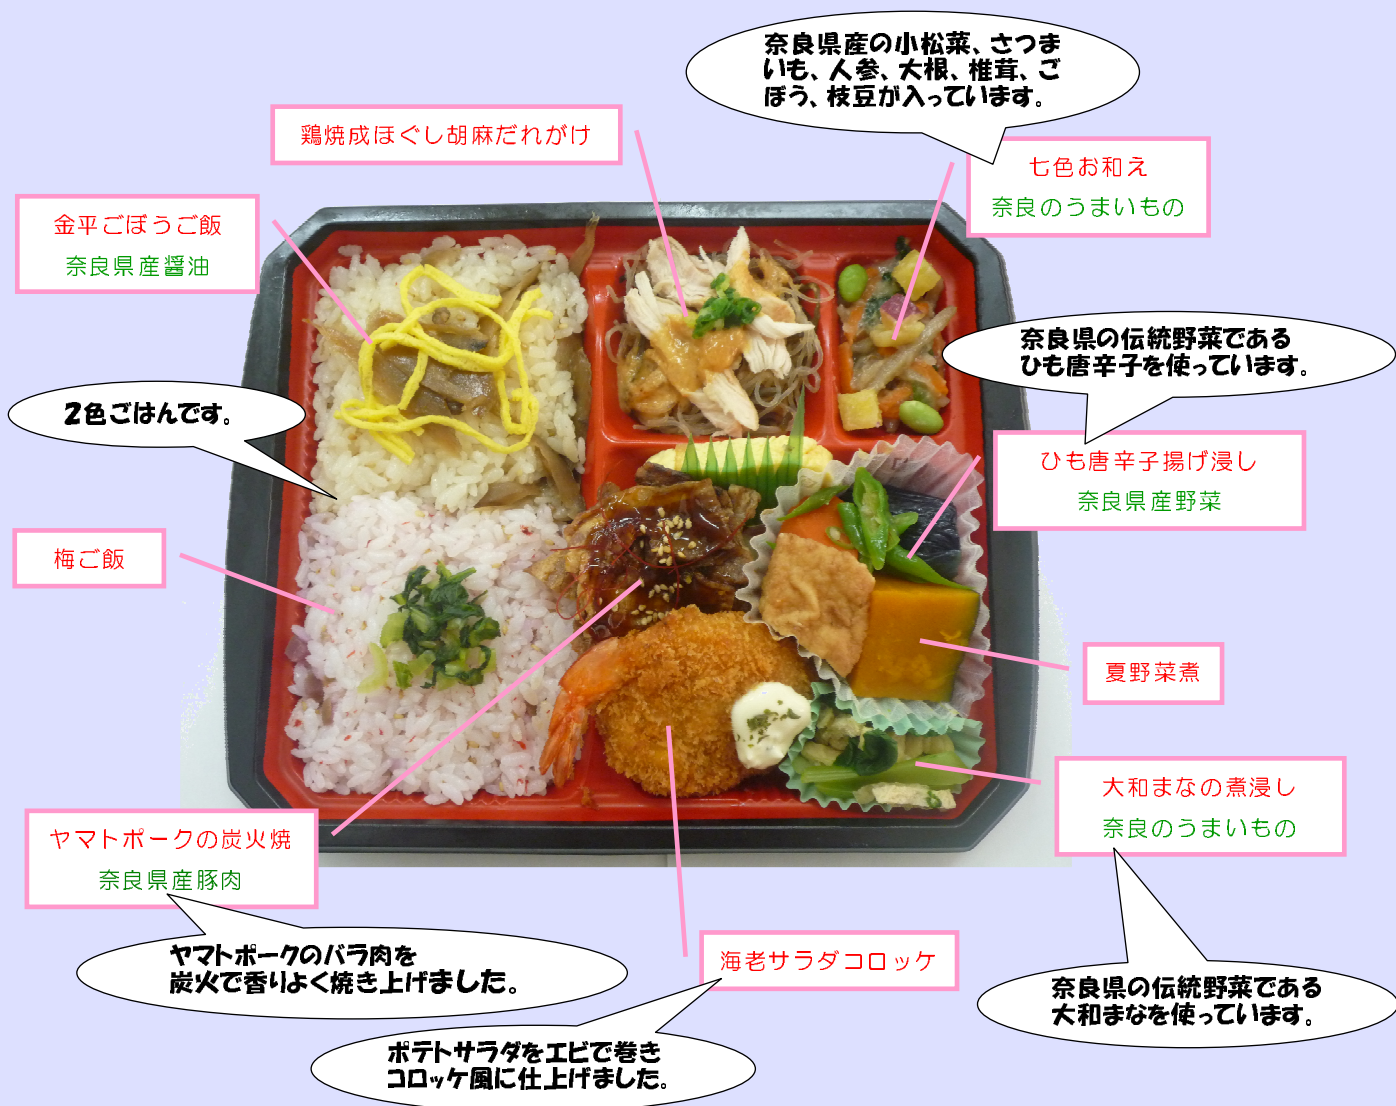 奈良県産の小松菜、さつま
いも、人参、大根、椎茸、ご
ぼう、枝豆が入っています。
鶏焼成ほぐし胡麻だれがけ
七色お和え
奈良のうまいもの
金平ごぼうご飯
奈良県産醤油
奈良県の伝統野菜である
ひも唐辛子を使っています。
2色ごはんです。
ひも唐辛子揚げ浸し
奈良県産野菜
梅ご飯
夏野菜煮
大和まなの煮浸し
奈良のうまいもの
ヤマトポークの炭火焼
奈良県産豚肉
ヤマトポークのバラ肉を
炭火で香りよく焼き上げました。
海老サラダコロッケ
奈良県の伝統野菜である
大和まなを使っています。
ポテトサラダをエビで巻き
コロッケ風に仕上げました。